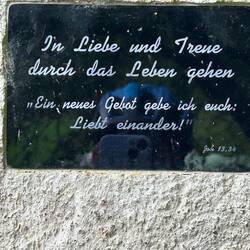 In Liebe und Treue
durch das Leben gehen
„Ein neues Gebot gebe ich euch:
Liebt einander!"
Joh 13,34